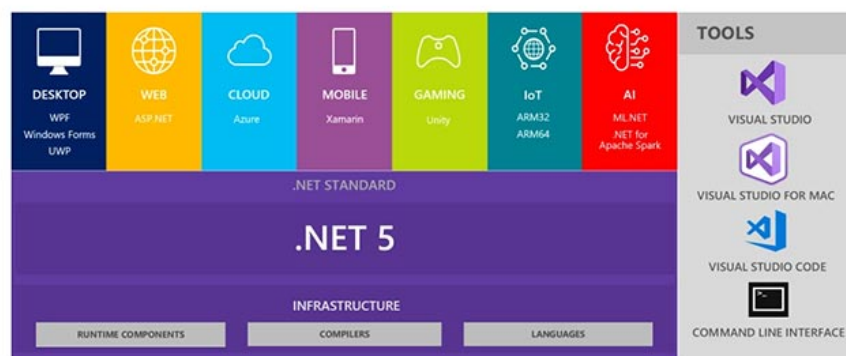 DESKTOP
WPF
Windows Forms
UWP
WEB
ASP.NET
CLOUD
Azure
MOBILE
Xamarin
GAMING
Unity
IoT
ARM32
ARM64
AI
ML.NET
.NET for
Apache Spark
.NET STANDARD
.NET 5
INFRASTRUCTURE
RUNTIME COMPONENTS
COMPILERS
LANGUAGES
TOOLS
VISUAL STUDIO
VISUAL STUDIO FOR MAC
VISUAL STUDIO CODE
COMMAND LINE INTERFACE